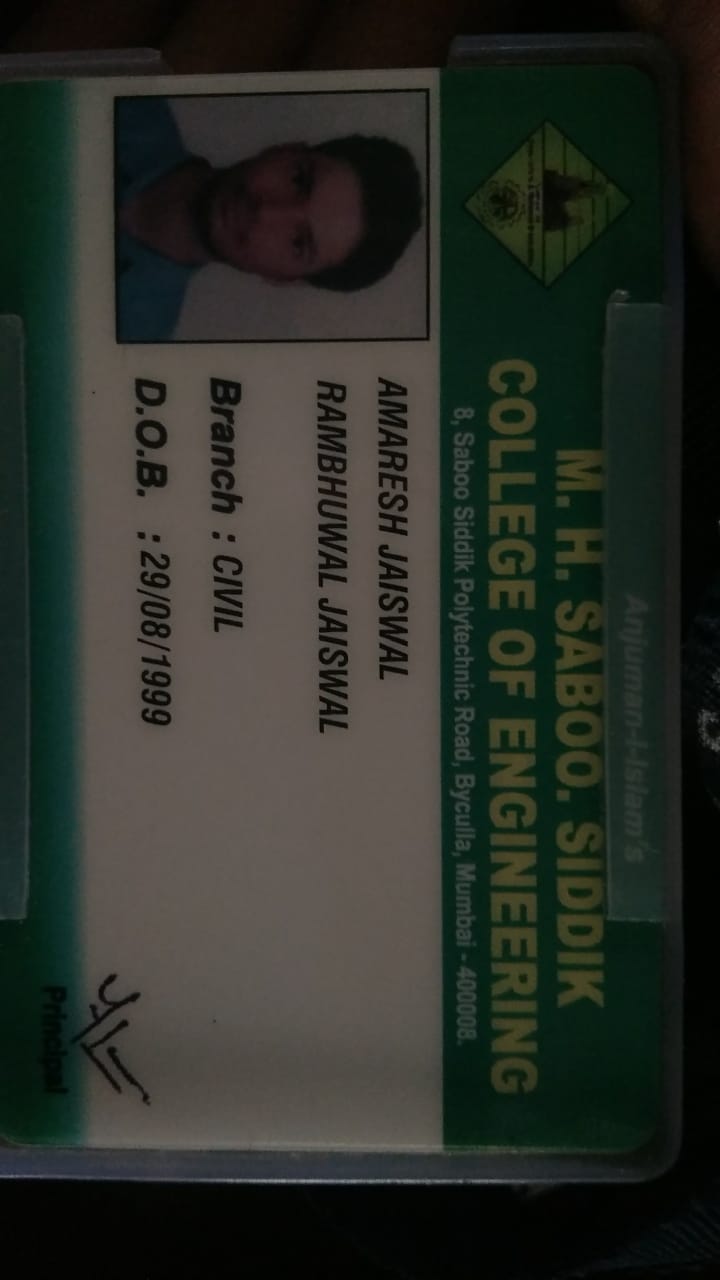 Anjuman-I-Islam's
M. H. SABOO. SIDDIK
COLLEGE OF ENGINEERING
8, Saboo Siddik Polytechnic Road, Byculla, Mumbai - 400008.
AMARESH JAISWAL
RAMBHUWAL JAISWAL
Branch : CIVIL
D.O.B. : 29/08/1999
Principal